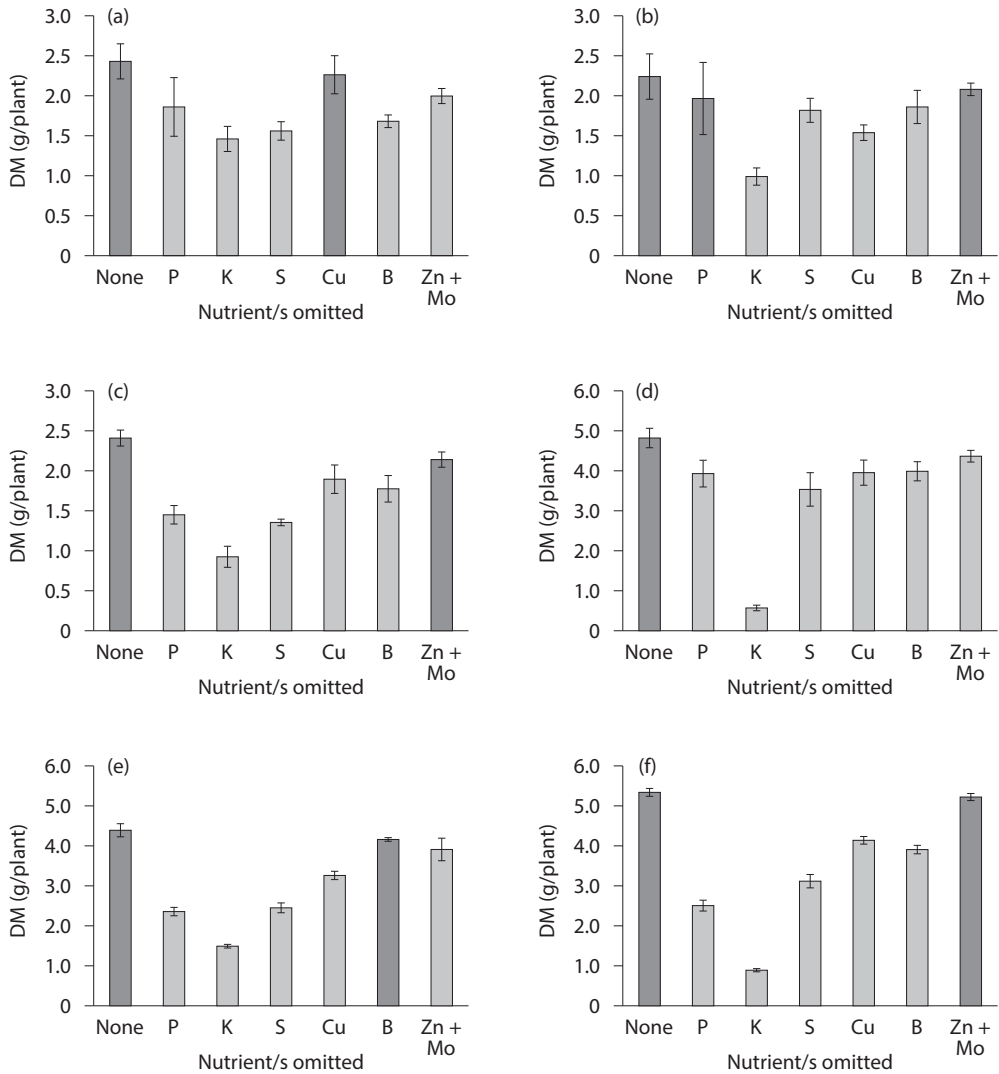 (a)
DM (g/plant)
3.0
2.5
2.0
1.5
1.0
0.5
0
None P K S Cu B Zn +
Mo
Nutrient/s omitted
(b)
DM (g/plant)
3.0
2.5
2.0
1.5
1.0
0.5
0
None P K S Cu B Zn +
Mo
Nutrient/s omitted
(c)
DM (g/plant)
3.0
2.5
2.0
1.5
1.0
0.5
0
None P K S Cu B Zn +
Mo
Nutrient/s omitted
(d)
DM (g/plant)
6.0
5.0
4.0
3.0
2.0
1.0
0
None P K S Cu B Zn +
Mo
Nutrient/s omitted
(e)
DM (g/plant)
6.0
5.0
4.0
3.0
2.0
1.0
0
None P K S Cu B Zn +
Mo
Nutrient/s omitted
(f)
DM (g/plant)
6.0
5.0
4.0
3.0
2.0
1.0
0
None P K S Cu B Zn +
Mo
Nutrient/s omitted